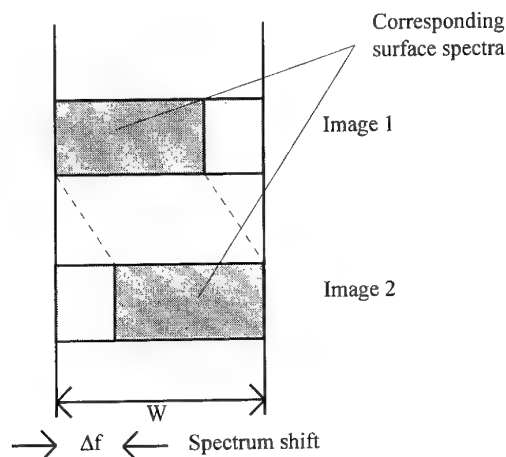 Corresponding
surface spectra
Image 1
Image 2
W
Δf
Spectrum shift